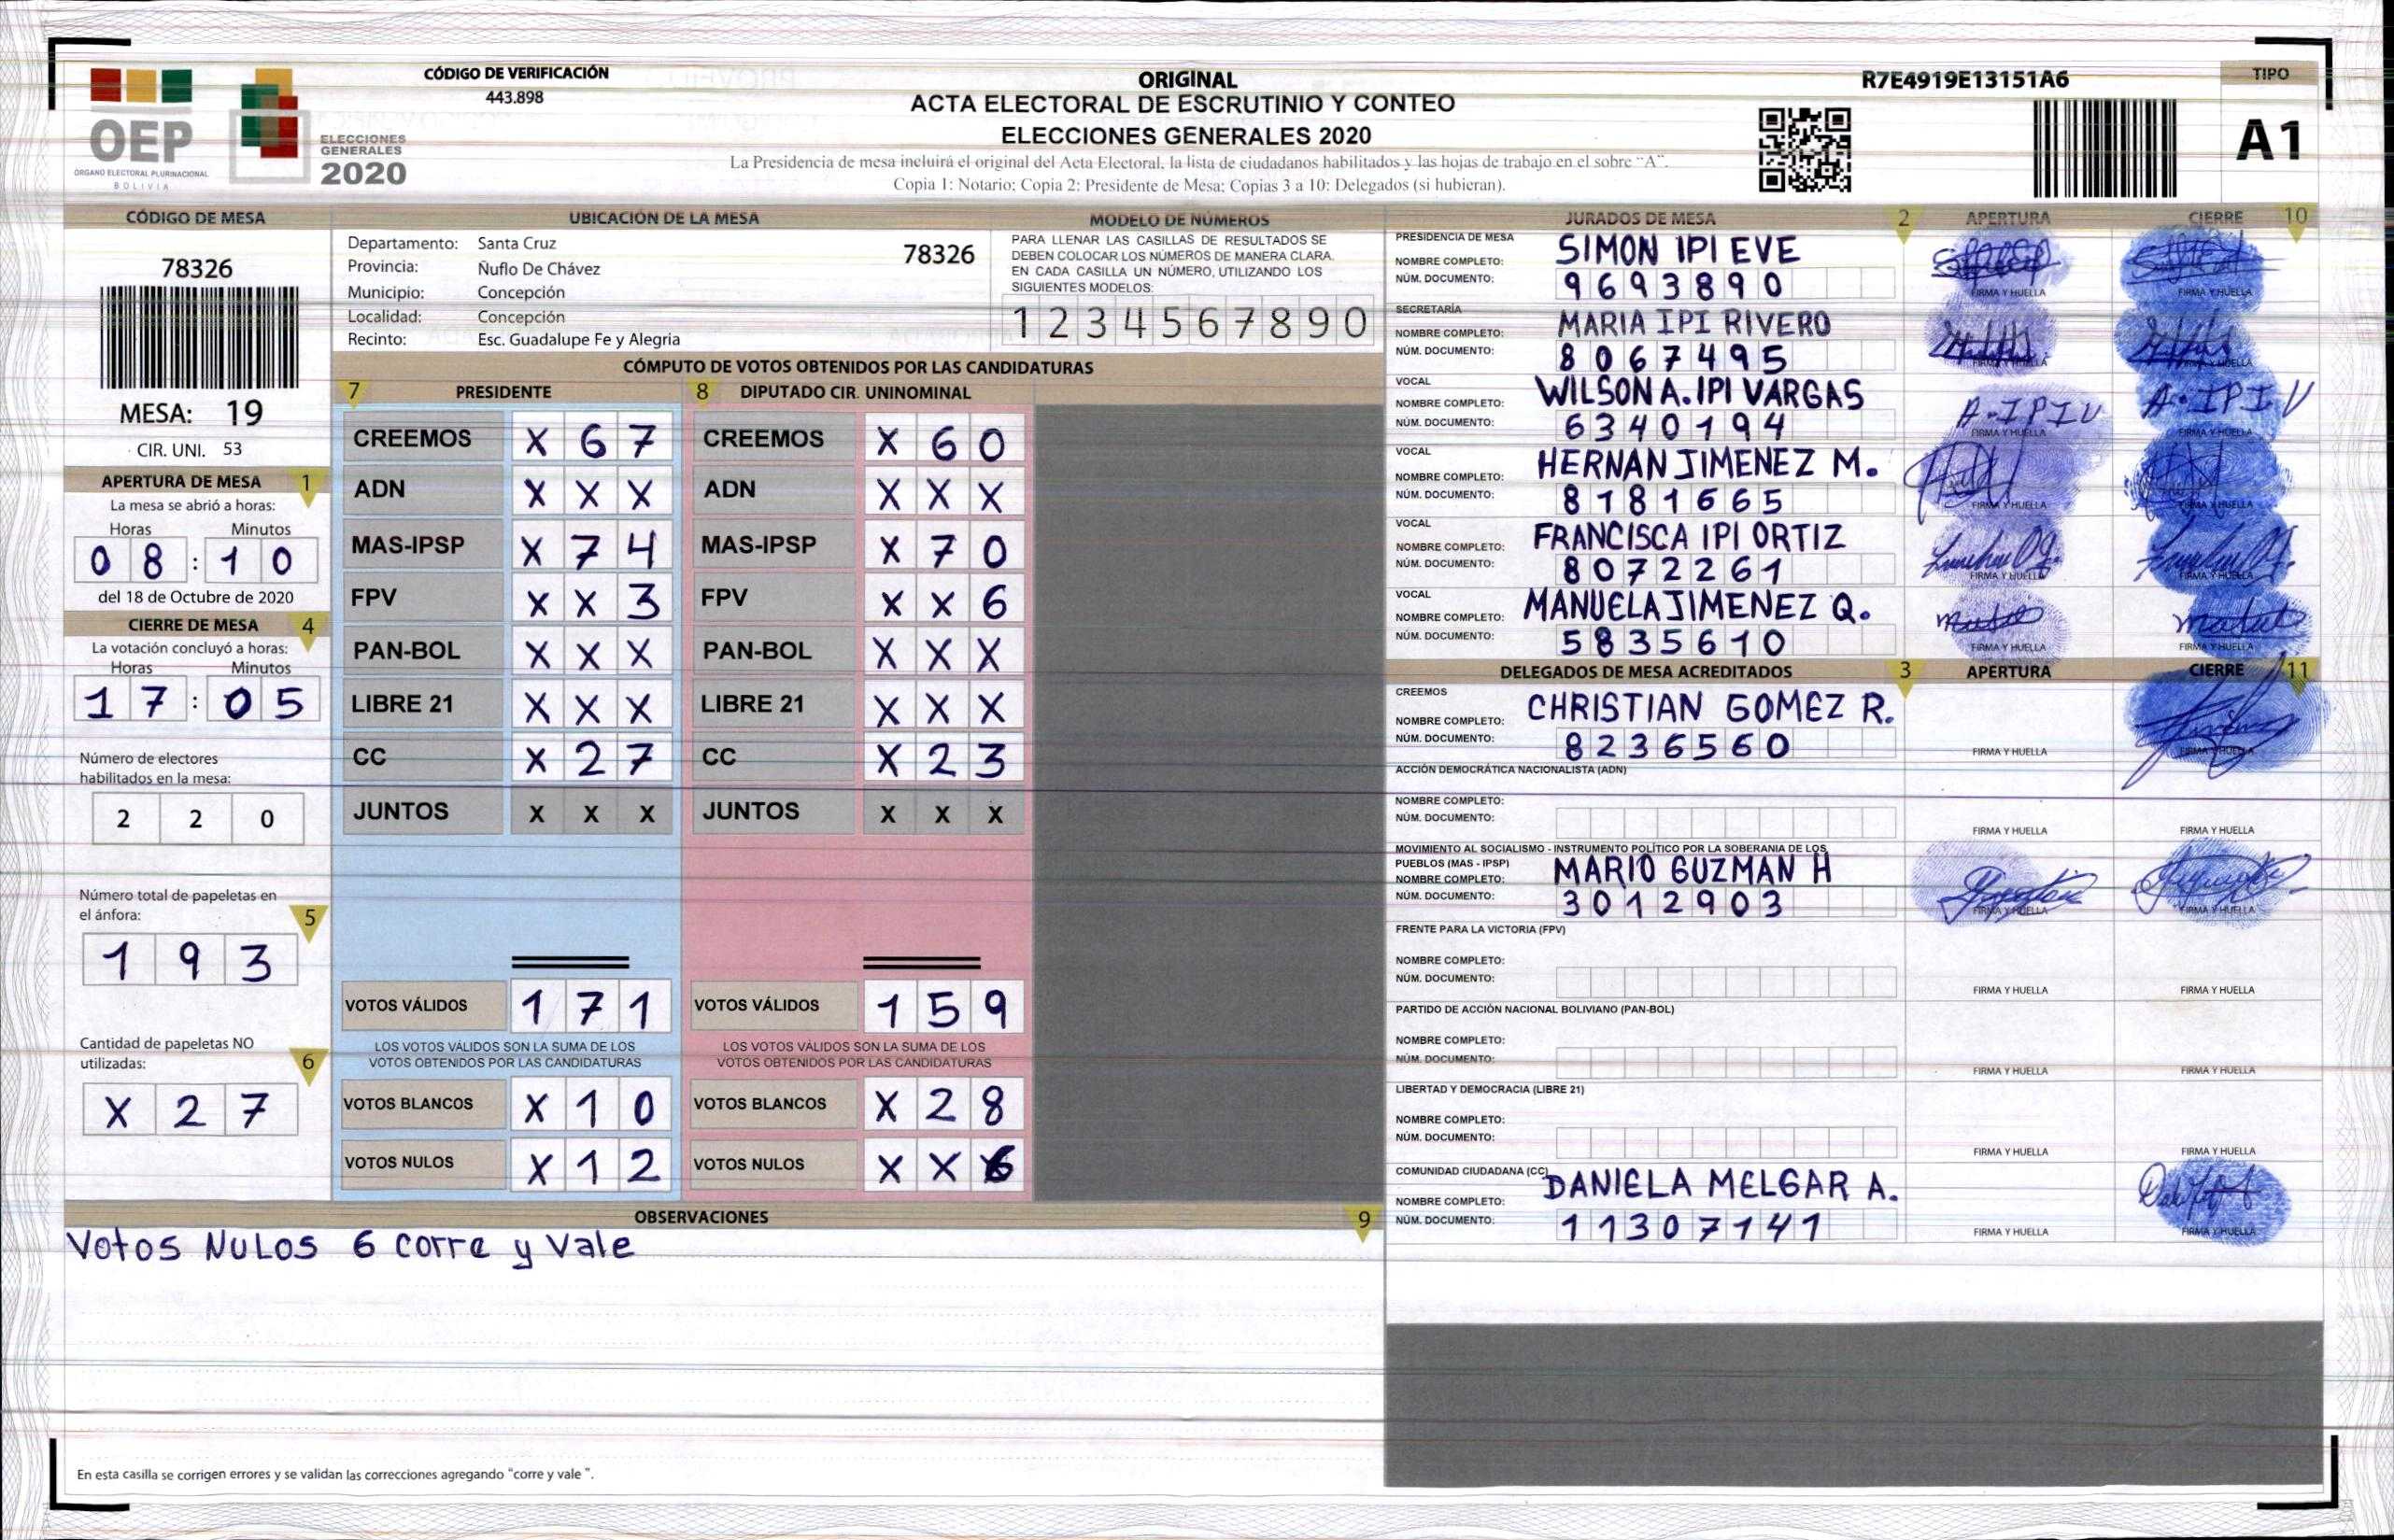 CÓDIGO DE VERIFICACIÓN
443.898
ORIGINAL
ACTA ELECTORAL DE ESCRUTINIO Y CONTEO
ELECCIONES GENERALES 2020
La Presidencia de mesa incluirá el original del Acta Electoral, la lista de ciudadanos habilitados y las hojas de trabajo en el sobre "A".
Copia 1: Notario; Copia 2: Presidente de Mesa; Copias 3 a 10: Delegados (si hubieran).
R7E4919E13151A6
TIPO
A1
OEP
ÓRGANO ELECTORAL PLURINACIONAL
BOLIVIA
ELECCIONES
GENERALES
2020
CÓDIGO DE MESA
78326
MESA: 19
CIR. UNI. 53
APERTURA DE MESA 1
La mesa se abrió a horas:
Horas Minutos
0 8 : 1 0
del 18 de Octubre de 2020
CIERRE DE MESA 4
La votación concluyó a horas:
Horas Minutos
1 7 : 0 5
Número de electores
habilitados en la mesa:
2 2 0
Número total de papeletas en
el ánfora: 5
1 9 3
Cantidad de papeletas NO
utilizadas: 6
X 2 7
UBICACIÓN DE LA MESA
Departamento: Santa Cruz
78326
Provincia: Ñuflo De Chávez
Municipio: Concepción
Localidad: Concepción
Recinto: Esc. Guadalupe Fe y Alegria
MODELO DE NÚMEROS
PARA LLENAR LAS CASILLAS DE RESULTADOS SE
DEBEN COLOCAR LOS NÚMEROS DE MANERA CLARA.
EN CADA CASILLA UN NÚMERO, UTILIZANDO LOS
SIGUIENTES MODELOS:
1 2 3 4 5 6 7 8 9 0
CÓMPUTO DE VOTOS OBTENIDOS POR LAS CANDIDATURAS
7 PRESIDENTE 8 DIPUTADO CIR. UNINOMINAL
CREEMOS X 6 7 CREEMOS X 6 0
ADN X X X ADN X X X
MAS-IPSP X 7 4 MAS-IPSP X 7 0
FPV X X 3 FPV X X 6
PAN-BOL X X X PAN-BOL X X X
LIBRE 21 X X X LIBRE 21 X X X
CC X 2 7 CC X 2 3
JUNTOS X X X JUNTOS X X X
VOTOS VÁLIDOS 1 7 1 VOTOS VÁLIDOS 1 5 9
LOS VOTOS VÁLIDOS SON LA SUMA DE LOS LOS VOTOS VÁLIDOS SON LA SUMA DE LOS
VOTOS OBTENIDOS POR LAS CANDIDATURAS VOTOS OBTENIDOS POR LAS CANDIDATURAS
VOTOS BLANCOS X 1 0 VOTOS BLANCOS X 2 8
VOTOS NULOS X 1 2 VOTOS NULOS X X 6
OBSERVACIONES 9
Votos NuLos 6 corre y Vale
En esta casilla se corrigen errores y se validan las correcciones agregando "corre y vale ".
JURADOS DE MESA 2 APERTURA CIERRE 10
PRESIDENCIA DE MESA
NOMBRE COMPLETO: SIMON IPI EVE
NÚM. DOCUMENTO: 9693890
FIRMA Y HUELLA FIRMA Y HUELLA
SECRETARÍA
NOMBRE COMPLETO: MARIA IPI RIVERO
NÚM. DOCUMENTO: 8067495
FIRMA Y HUELLA FIRMA Y HUELLA
VOCAL
NOMBRE COMPLETO: WILSON A. IPI VARGAS
A. IPI V A. IPI V
NÚM. DOCUMENTO: 6340194
FIRMA Y HUELLA FIRMA Y HUELLA
VOCAL
NOMBRE COMPLETO: HERNAN JIMENEZ M.
NÚM. DOCUMENTO: 8181665
FIRMA Y HUELLA FIRMA Y HUELLA
VOCAL
NOMBRE COMPLETO: FRANCISCA IPI ORTIZ
NÚM. DOCUMENTO: 8072261
FIRMA Y HUELLA FIRMA Y HUELLA
VOCAL
NOMBRE COMPLETO: MANUELA JIMENEZ Q.
NÚM. DOCUMENTO: 5835610
FIRMA Y HUELLA FIRMA Y HUELLA
DELEGADOS DE MESA ACREDITADOS 3 APERTURA CIERRE 11
CREEMOS
NOMBRE COMPLETO: CHRISTIAN GOMEZ R.
NÚM. DOCUMENTO: 8236560
FIRMA Y HUELLA FIRMA Y HUELLA
ACCIÓN DEMOCRÁTICA NACIONALISTA (ADN)
NOMBRE COMPLETO:
NÚM. DOCUMENTO:
FIRMA Y HUELLA FIRMA Y HUELLA
MOVIMIENTO AL SOCIALISMO - INSTRUMENTO POLÍTICO POR LA SOBERANIA DE LOS
PUEBLOS (MAS - IPSP)
NOMBRE COMPLETO: MARIO GUZMAN H
NÚM. DOCUMENTO: 3012903
FIRMA Y HUELLA FIRMA Y HUELLA
FRENTE PARA LA VICTORIA (FPV)
NOMBRE COMPLETO:
NÚM. DOCUMENTO:
FIRMA Y HUELLA FIRMA Y HUELLA
PARTIDO DE ACCIÓN NACIONAL BOLIVIANO (PAN-BOL)
NOMBRE COMPLETO:
NÚM. DOCUMENTO:
FIRMA Y HUELLA FIRMA Y HUELLA
LIBERTAD Y DEMOCRACIA (LIBRE 21)
NOMBRE COMPLETO:
NÚM. DOCUMENTO:
FIRMA Y HUELLA FIRMA Y HUELLA
COMUNIDAD CIUDADANA (CC)
NOMBRE COMPLETO: DANIELA MELGAR A.
NÚM. DOCUMENTO: 11307141
FIRMA Y HUELLA FIRMA Y HUELLA